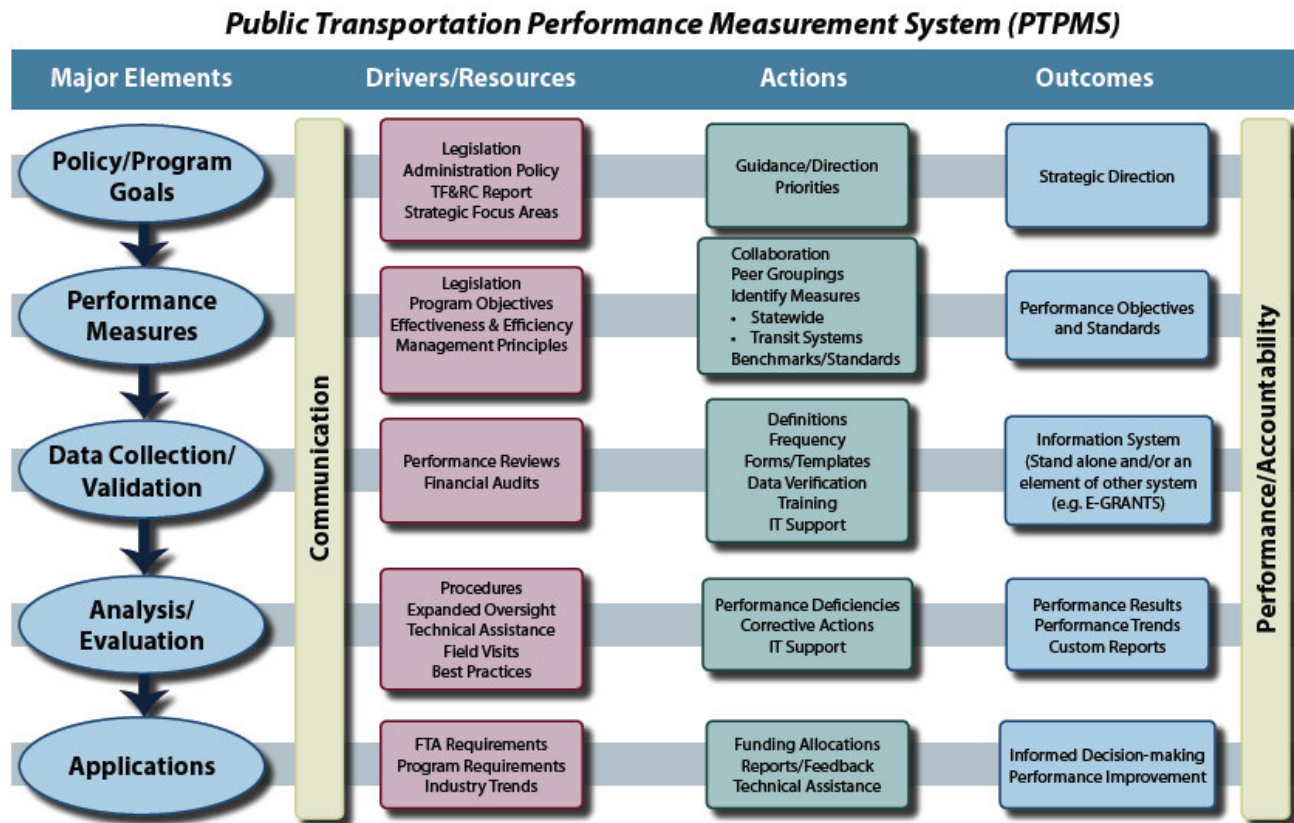 Public Transportation Performance Measurement System (PTPMS)
Major Elements
Drivers/Resources
Actions
Outcomes
Policy/Program
Goals
Communication
Legislation
Administration Policy
TF&RC Report
Strategic Focus Areas
Guidance/Direction
Priorities
Strategic Direction
Performance/Accountability
Performance
Measures
Legislation
Program Objectives
Effectiveness & Efficiency
Management Principles
Collaboration
Peer Groupings
Identify Measures
• Statewide
• Transit Systems
Benchmarks/Standards
Performance Objectives
and Standards
Data Collection/
Validation
Performance Reviews
Financial Audits
Definitions
Frequency
Forms/Templates
Data Verification
Training
IT Support
Information System
(Stand alone and/or an
element of other system
(e.g. E-GRANTS)
Analysis/
Evaluation
Procedures
Expanded Oversight
Technical Assistance
Field Visits
Best Practices
Performance Deficiencies
Corrective Actions
IT Support
Performance Results
Performance Trends
Custom Reports
Applications
FTA Requirements
Program Requirements
Industry Trends
Funding Allocations
Reports/Feedback
Technical Assistance
Informed Decision-making
Performance Improvement